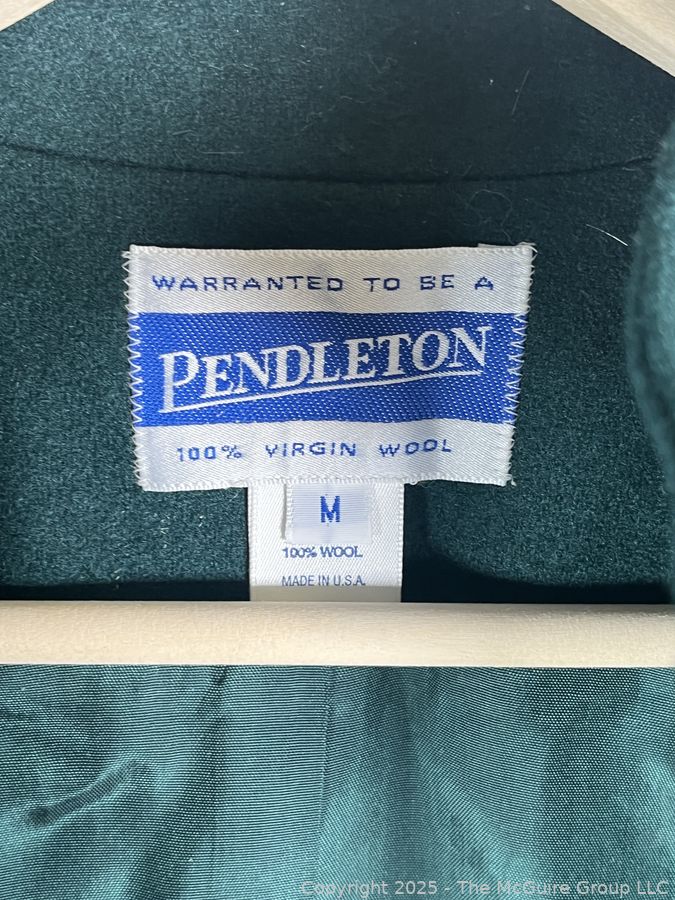 WARRANTED TO BE A
PENDLETON
100% VIRGIN WOOL
M
100% WOOL
MADE IN U.S.A.
Copyright 2025 - The McGuire Group LLC